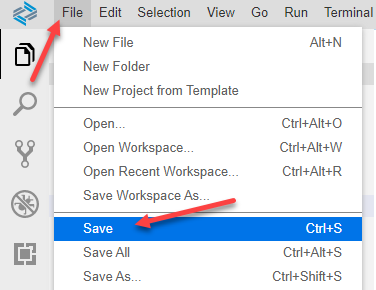 File Edit Selection View Go Run Terminal
New File Alt+N
New Folder
New Project from Template
Open... Ctrl+Alt+O
Open Workspace... Ctrl+Alt+W
Open Recent Workspace... Ctrl+Alt+R
Save Workspace As...
Save Ctrl+S
Save All Ctrl+Alt+S
Save As... Ctrl+Shift+S